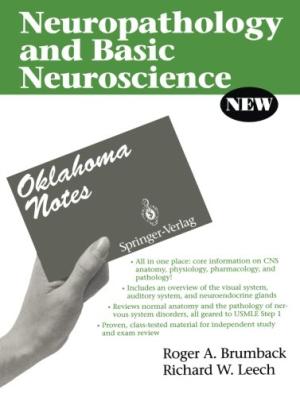 Neuropathology
and Basic
Neuroscience
NEW
Oklahoma
Notes
Springer-Verlag
• All in one place: core information on CNS
anatomy, physiology, pharmacology, and
pathology!
• Includes an overview of the visual system,
auditory system, and neuroendocrine glands
• Reviews normal anatomy and the pathology of ner-
vous system disorders, all geared to USMLE Step 1
• Proven, class-tested material for independent study
and exam review
Roger A. Brumback
Richard W. Leech